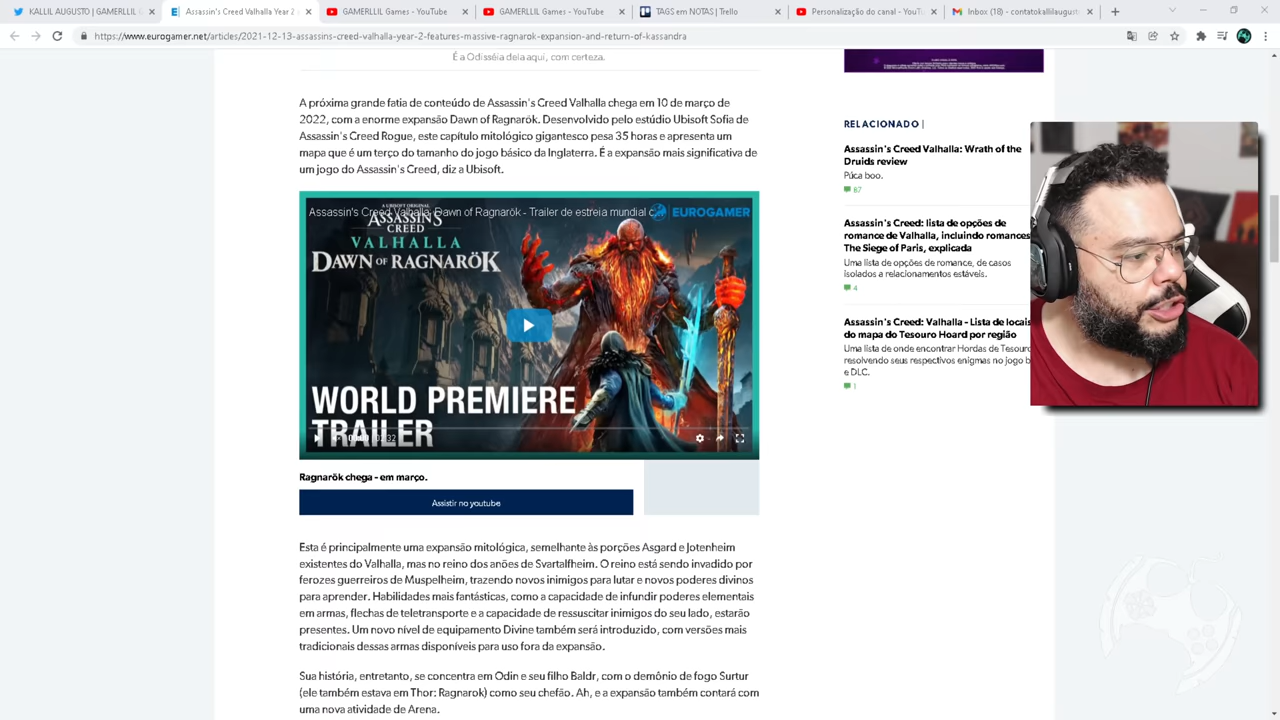 KALLIL AUGUSTO | GAMERLLIL G
Assassin's Creed Valhalla Year 2
GAMERLLIL Games - YouTube
GAMERLLIL Games - YouTube
TAGS em NOTAS | Trello
Personalização do canal - YouTu
Inbox (18) - contatokallilaugust
https://www.eurogamer.net/articles/2021-12-13-assassins-creed-valhalla-year-2-features-massive-ragnarok-expansion-and-return-of-kassandra
É a Odisséia dela aqui, com certeza.
A próxima grande fatia de conteúdo de Assassin's Creed Valhalla chega em 10 de março de
2022, com a enorme expansão Dawn of Ragnarök. Desenvolvido pelo estúdio Ubisoft Sofia de
Assassin's Creed Rogue, este capítulo mitológico gigantesco pesa 35 horas e apresenta um
mapa que é um terço do tamanho do jogo básico da Inglaterra. É a expansão mais significativa de
um jogo do Assassin's Creed, diz a Ubisoft.
Assassin's Creed Valhalla: Dawn of Ragnarök - Trailer de estreia mundial c...
EUROGAMER
A UBISOFT ORIGINAL
ASSASSIN'S
CREED
VALHALLA
DAWN OF RAGNARÖK
WORLD PREMIERE
TRAILER
00:00 / 02:32
Ragnarök chega - em março.
Assistir no youtube
Esta é principalmente uma expansão mitológica, semelhante às porções Asgard e Jotenheim
existentes do Valhalla, mas no reino dos anões de Svartalfheim. O reino está sendo invadido por
ferozes guerreiros de Muspelheim, trazendo novos inimigos para lutar e novos poderes divinos
para aprender. Habilidades mais fantásticas, como a capacidade de infundir poderes elementais
em armas, flechas de teletransporte e a capacidade de ressuscitar inimigos do seu lado, estarão
presentes. Um novo nível de equipamento Divine também será introduzido, com versões mais
tradicionais dessas armas disponíveis para uso fora da expansão.
Sua história, entretanto, se concentra em Odin e seu filho Baldr, com o demônio de fogo Surtur
(ele também estava em Thor: Ragnarok) como seu chefão. Ah, e a expansão também contará com
uma nova atividade de Arena.
RELACIONADO |
Assassin's Creed Valhalla: Wrath of the
Druids review
Púca boo.
87
Assassin's Creed: lista de opções de
romance de Valhalla, incluindo romances
The Siege of Paris, explicada
Uma lista de opções de romance, de casos
isolados a relacionamentos estáveis.
4
Assassin's Creed: Valhalla - Lista de locais
do mapa do Tesouro Hoard por região
Uma lista de onde encontrar Hordas de Tesouro
resolvendo seus respectivos enigmas no jogo b
e DLC.
1